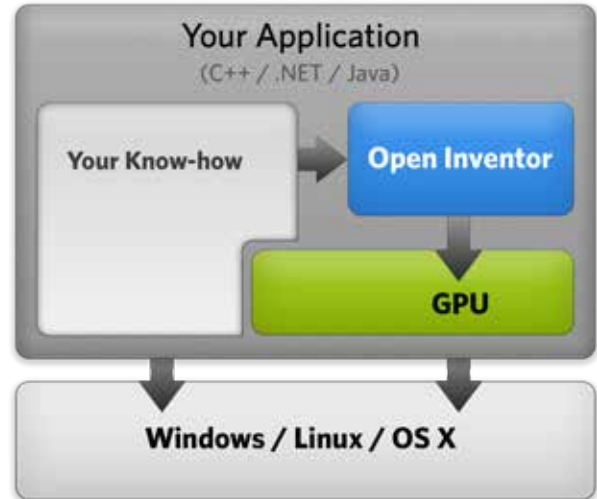 Your Application
(C++ / .NET / Java)
Your Know-how
Open Inventor
GPU
Windows / Linux / OS X